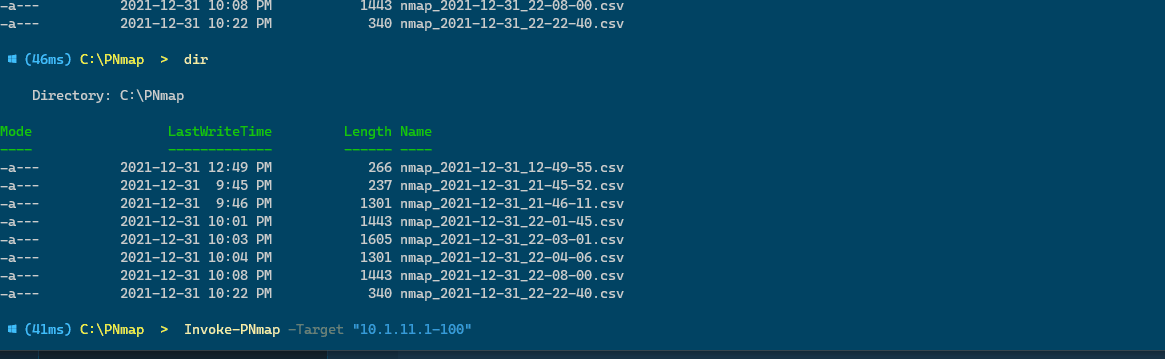 -a---          2021-12-31 10:08 PM           1443 nmap_2021-12-31_22-08-00.csv
-a---          2021-12-31 10:22 PM            340 nmap_2021-12-31_22-22-40.csv
(46ms) C:\PNmap  >  dir
    Directory: C:\PNmap
Mode                 LastWriteTime         Length Name
----                 -------------         ------ ----
-a---          2021-12-31 12:49 PM            266 nmap_2021-12-31_12-49-55.csv
-a---          2021-12-31  9:45 PM            237 nmap_2021-12-31_21-45-52.csv
-a---          2021-12-31  9:46 PM           1301 nmap_2021-12-31_21-46-11.csv
-a---          2021-12-31 10:01 PM           1443 nmap_2021-12-31_22-01-45.csv
-a---          2021-12-31 10:03 PM           1605 nmap_2021-12-31_22-03-01.csv
-a---          2021-12-31 10:04 PM           1301 nmap_2021-12-31_22-04-06.csv
-a---          2021-12-31 10:08 PM           1443 nmap_2021-12-31_22-08-00.csv
-a---          2021-12-31 10:22 PM            340 nmap_2021-12-31_22-22-40.csv
(41ms) C:\PNmap  >  Invoke-PNmap -Target "10.1.11.1-100"